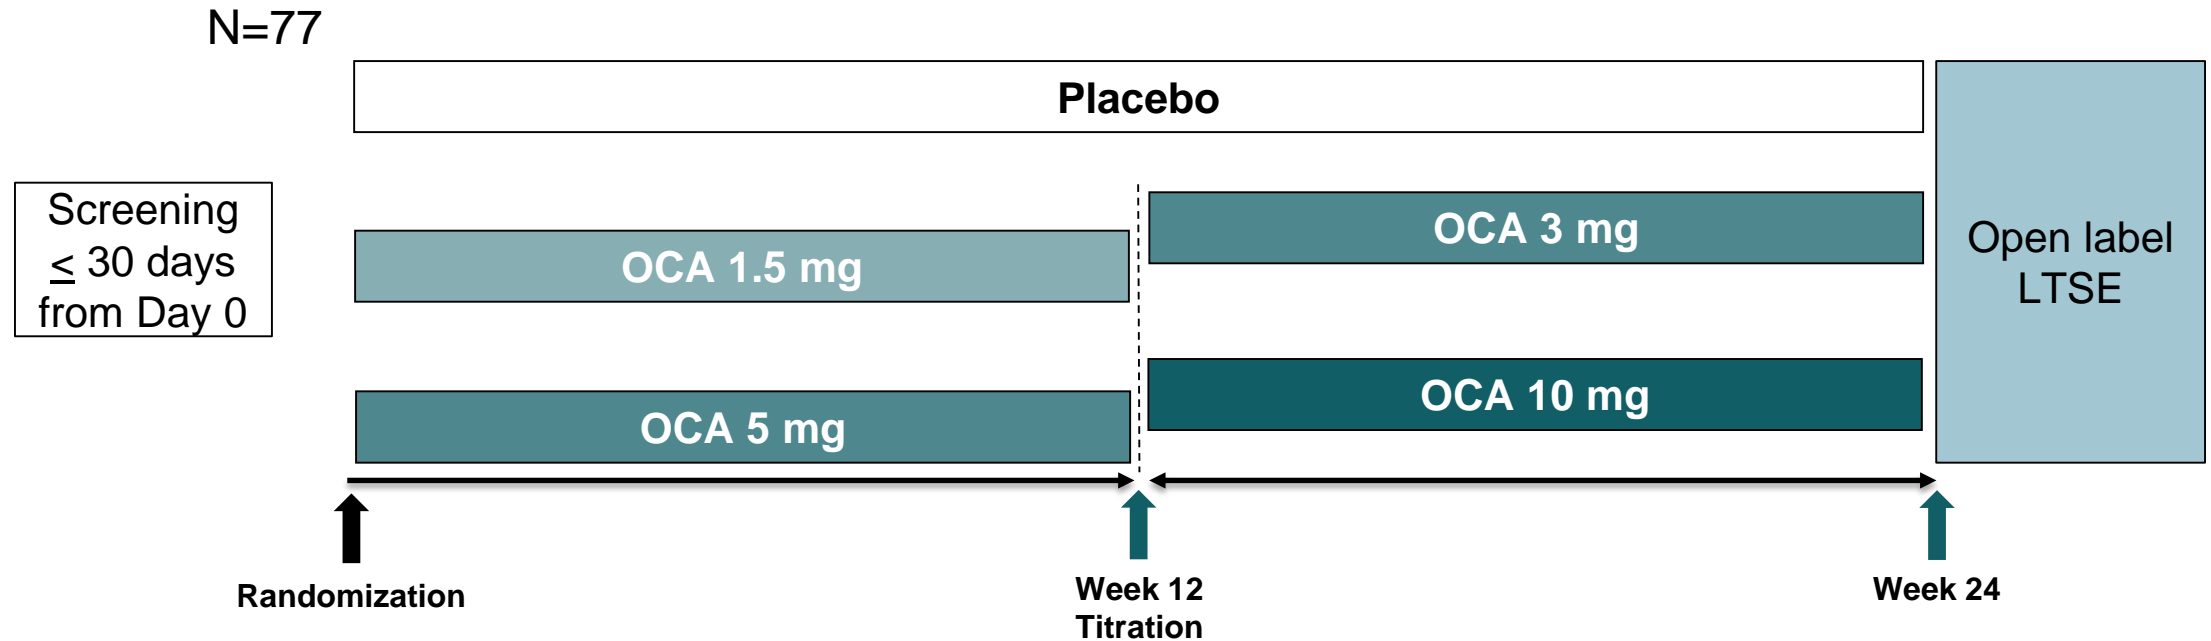 N=77
Placebo
Screening
≤ 30 days
from Day 0
OCA 1.5 mg
OCA 3 mg
OCA 5 mg
OCA 10 mg
Open label
LTSE
Randomization
Week 12
Titration
Week 24